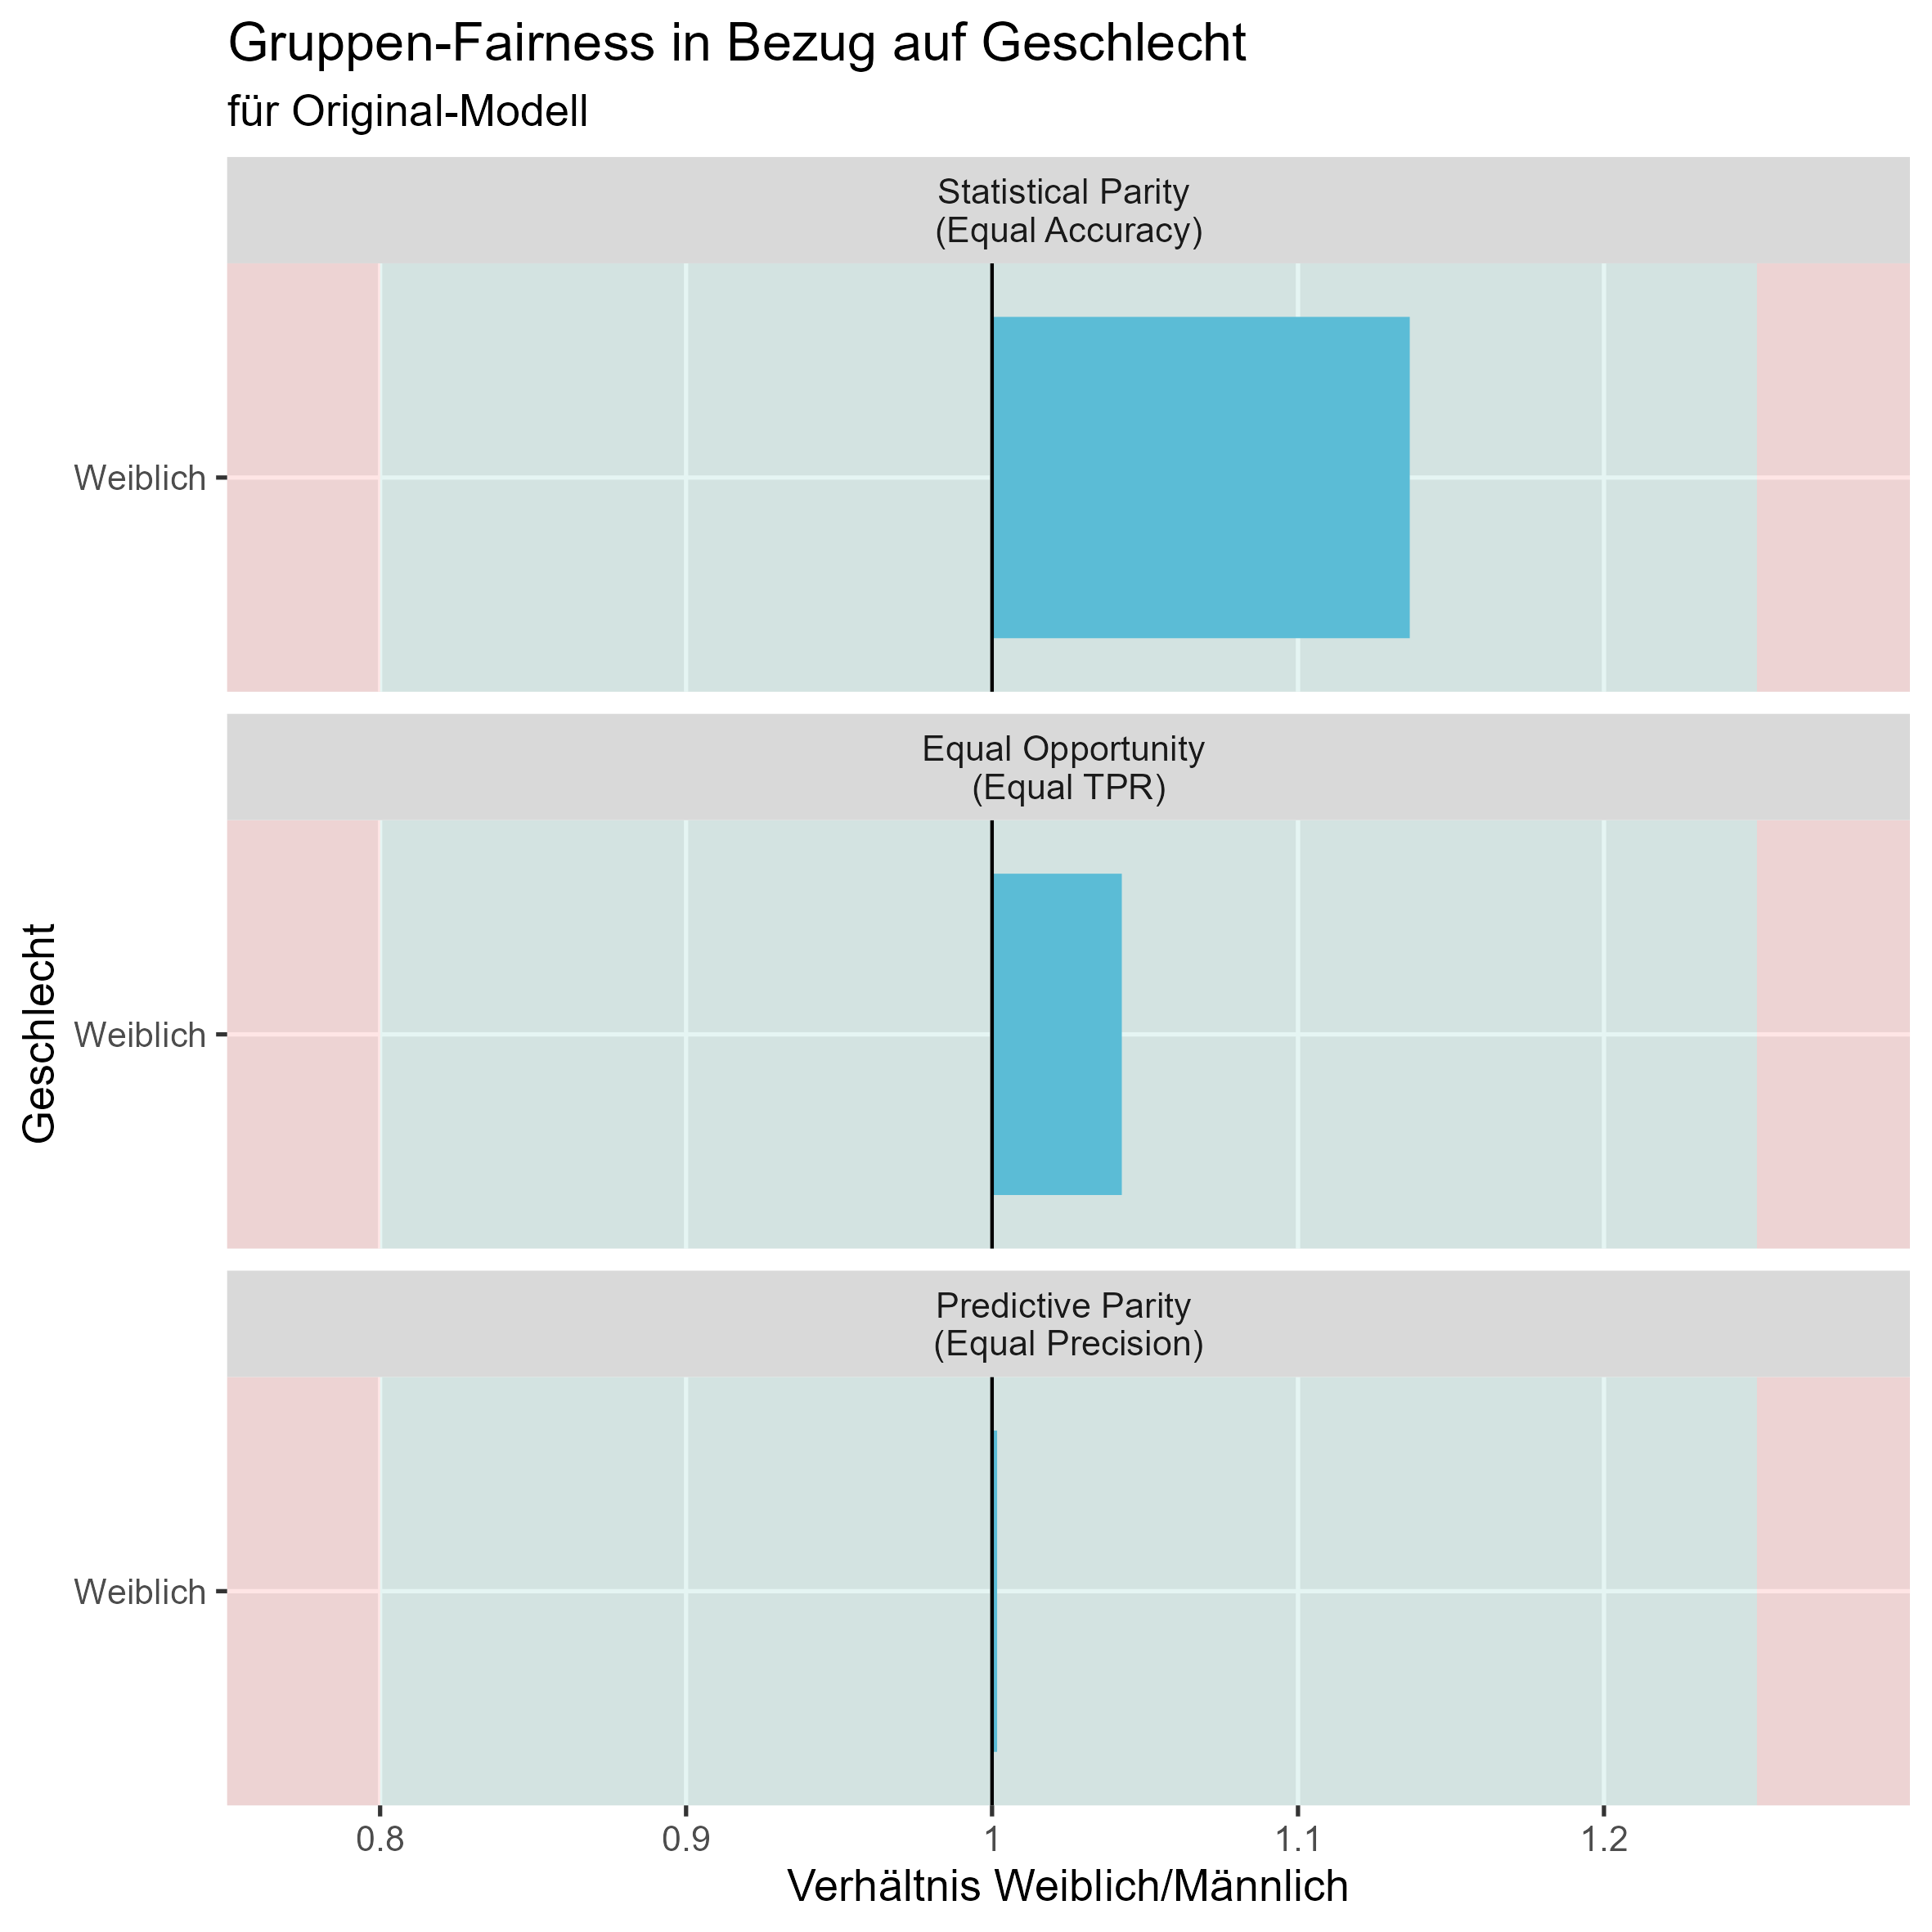 Gruppen-Fairness in Bezug auf Geschlecht
für Original-Modell
Statistical Parity
(Equal Accuracy)
Weiblich
Equal Opportunity
(Equal TPR)
Weiblich
Geschlecht
Predictive Parity
(Equal Precision)
Weiblich
0.8 0.9 1 1.1 1.2
Verhältnis Weiblich/Männlich